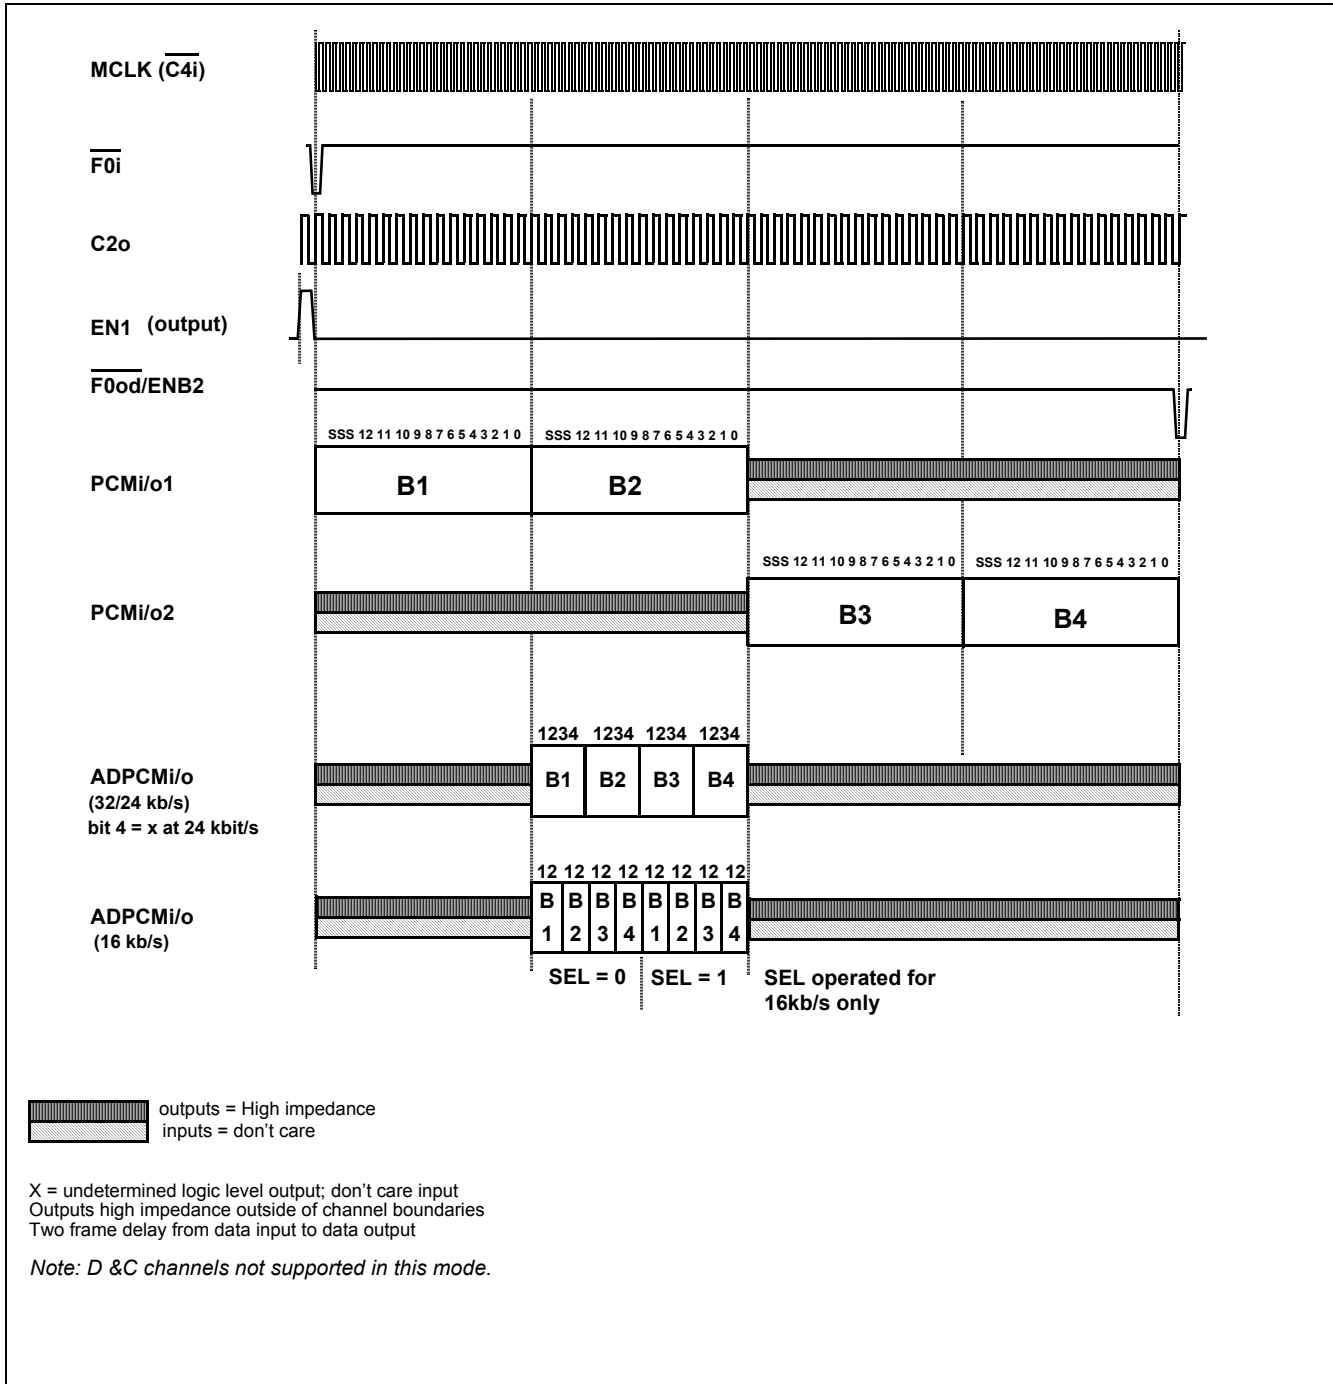 MCLK (C4i)
F0i
C2o
EN1 (output)
F0od/ENB2
SSS 12 11 10 9 8 7 6 5 4 3 2 1 0 SSS 12 11 10 9 8 7 6 5 4 3 2 1 0
PCMi/o1 B1 B2
SSS 12 11 10 9 8 7 6 5 4 3 2 1 0 SSS 12 11 10 9 8 7 6 5 4 3 2 1 0
PCMi/o2 B3 B4
1234 1234 1234 1234
ADPCMi/o B1 B2 B3 B4
(32/24 kb/s)
bit 4 = x at 24 kbit/s
12 12 12 12 12 12 12 12
B B B B B B B B
ADPCMi/o
1 2 3 4 1 2 3 4
(16 kb/s)
SEL = 0 SEL = 1 SEL operated for
16kb/s only
outputs = High impedance
inputs = don't care
X = undetermined logic level output; don't care input
Outputs high impedance outside of channel boundaries
Two frame delay from data input to data output
Note: D &C channels not supported in this mode.